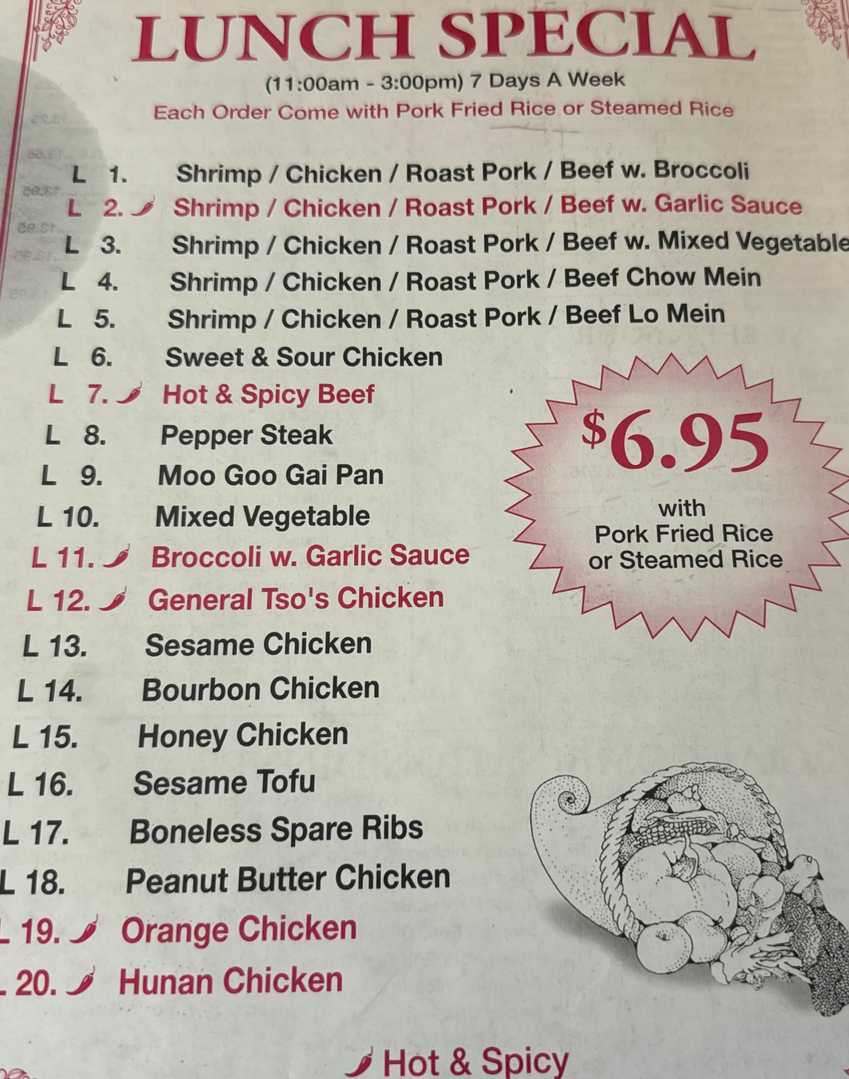 LUNCH SPECIAL
(11:00am - 3:00pm) 7 Days A Week
Each Order Come with Pork Fried Rice or Steamed Rice
L 1. Shrimp / Chicken / Roast Pork / Beef w. Broccoli
L 2. Shrimp / Chicken / Roast Pork / Beef w. Garlic Sauce
L 3. Shrimp / Chicken / Roast Pork / Beef w. Mixed Vegetable
L 4. Shrimp / Chicken / Roast Pork / Beef Chow Mein
L 5. Shrimp / Chicken / Roast Pork / Beef Lo Mein
L 6. Sweet & Sour Chicken
L 7. Hot & Spicy Beef
L 8. Pepper Steak
L 9. Moo Goo Gai Pan
L 10. Mixed Vegetable
L 11. Broccoli w. Garlic Sauce
L 12. General Tso's Chicken
L 13. Sesame Chicken
L 14. Bourbon Chicken
L 15. Honey Chicken
L 16. Sesame Tofu
L 17. Boneless Spare Ribs
L 18. Peanut Butter Chicken
L 19. Orange Chicken
. 20. Hunan Chicken
$6.95
with
Pork Fried Rice
or Steamed Rice
Hot & Spicy